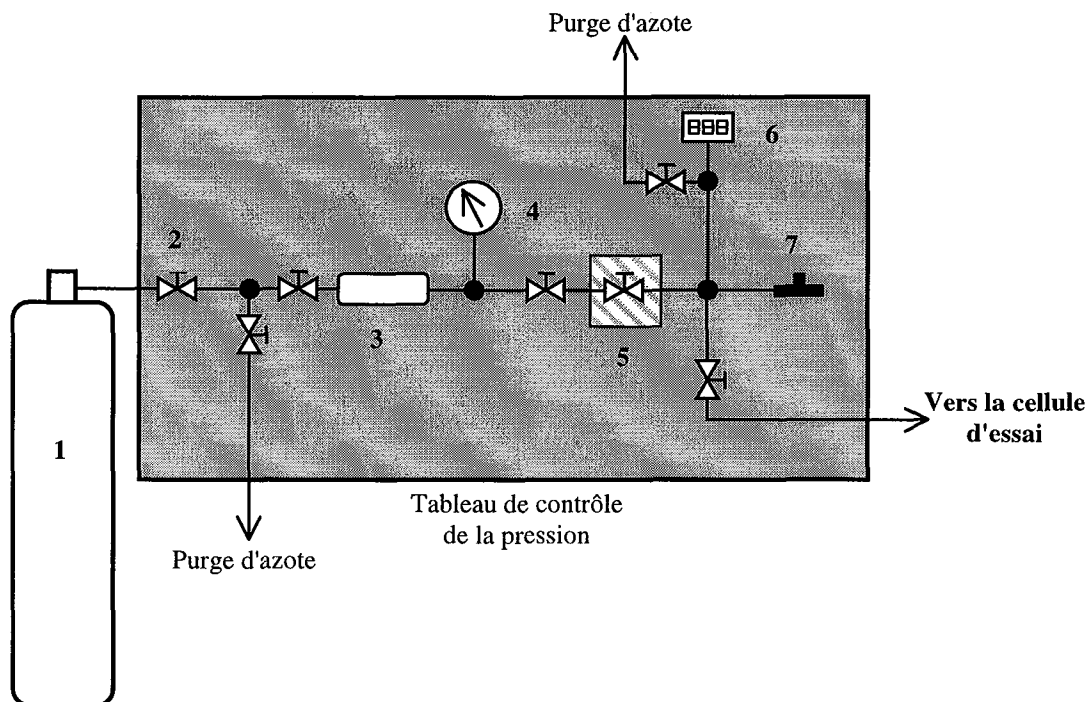 Purge d'azote
888
6
4
2
7
3
5
1
Vers la cellule
d'essai
Tableau de contrôle
de la pression
Purge d'azote